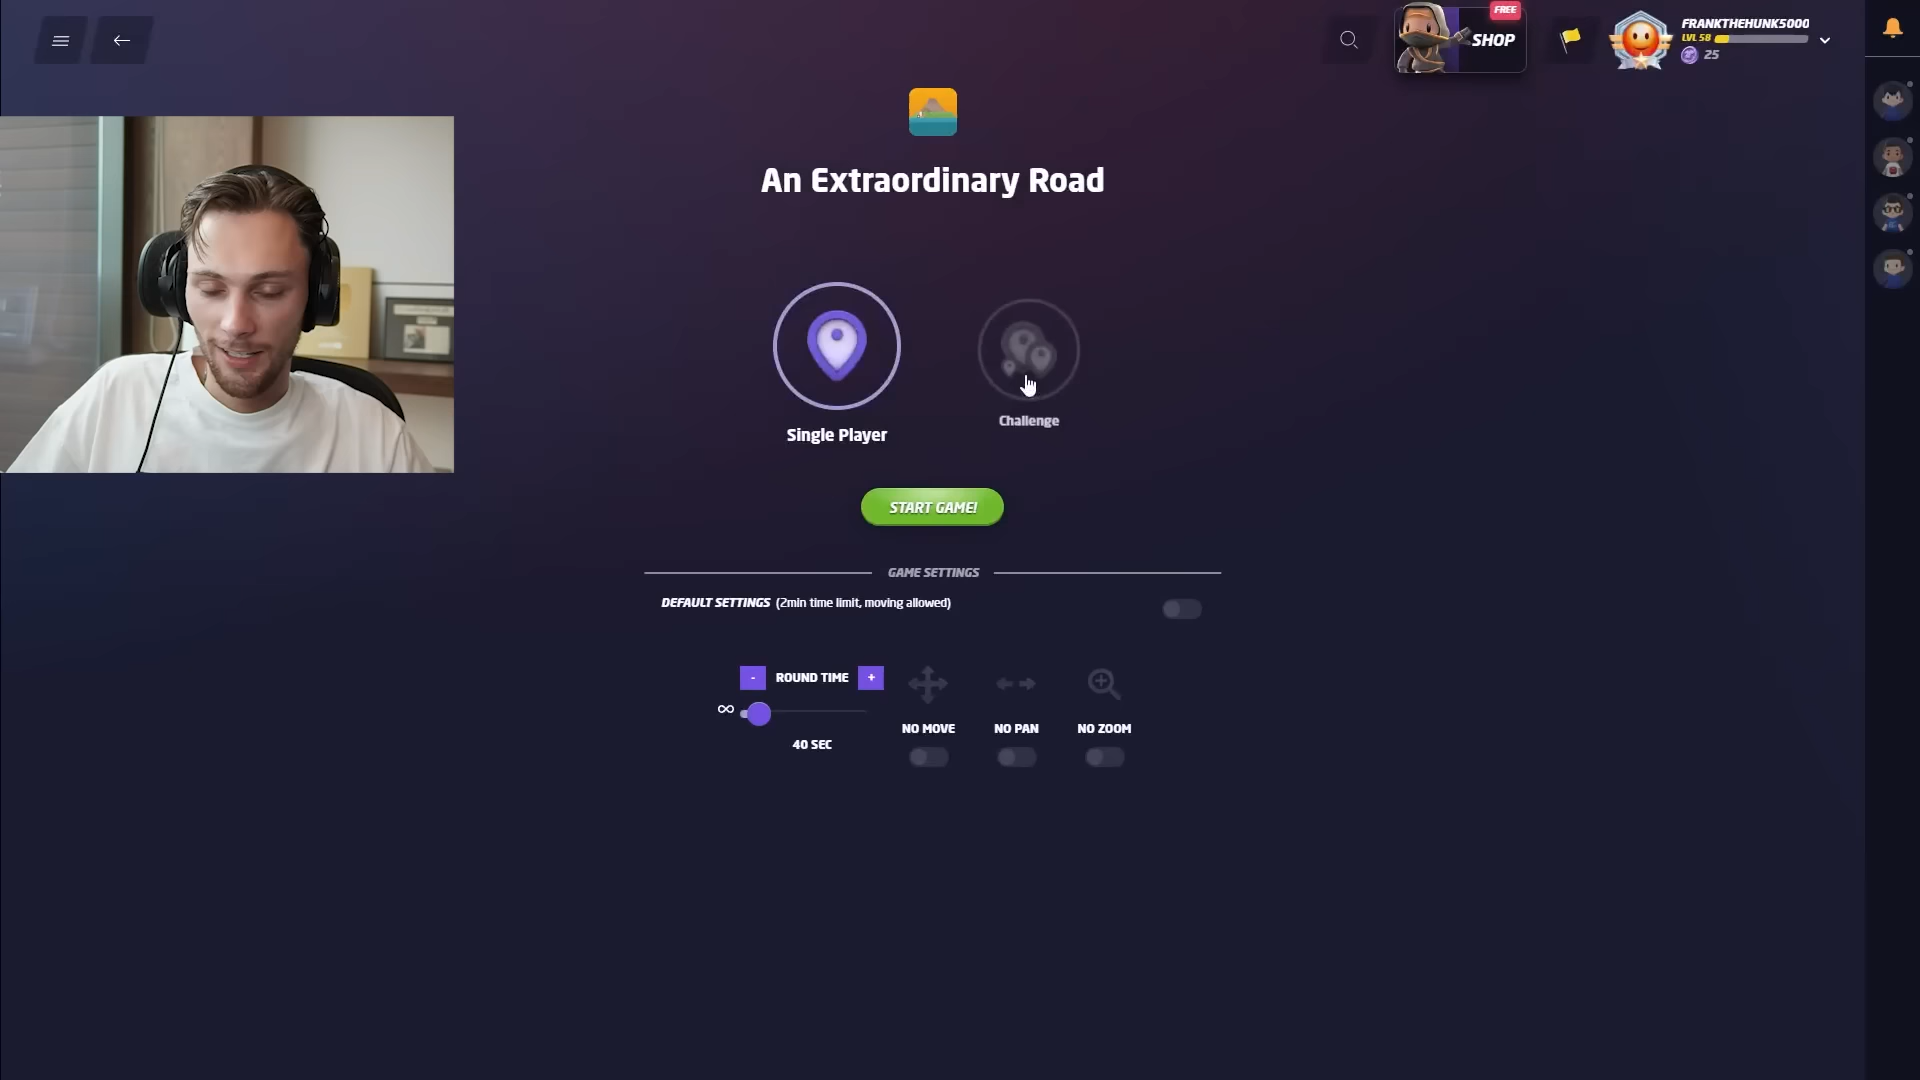 FREE
SHOP
FRANKTHEHUNK5000
LVL 58
25
An Extraordinary Road
Single Player
Challenge
START GAME!
GAME SETTINGS
DEFAULT SETTINGS (2min time limit, moving allowed)
- ROUND TIME +
∞
40 SEC
NO MOVE
NO PAN
NO ZOOM